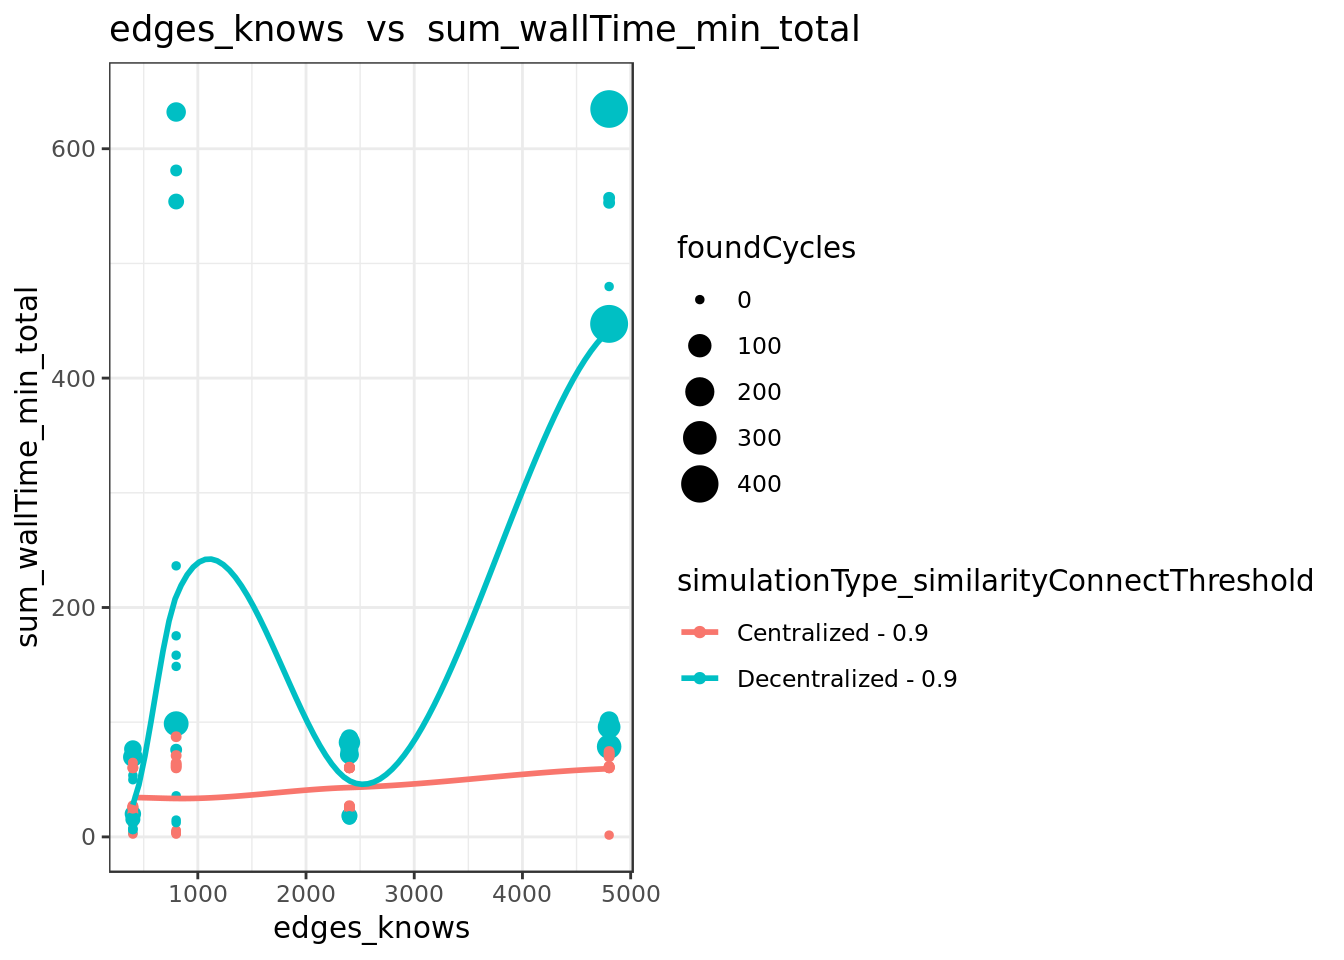 edges_knows  vs  sum_wallTime_min_total
sum_wallTime_min_total
600
400
200
0
1000
2000
3000
4000
5000
edges_knows
foundCycles
0
100
200
300
400
simulationType_similarityConnectThreshold
Centralized - 0.9
Decentralized - 0.9